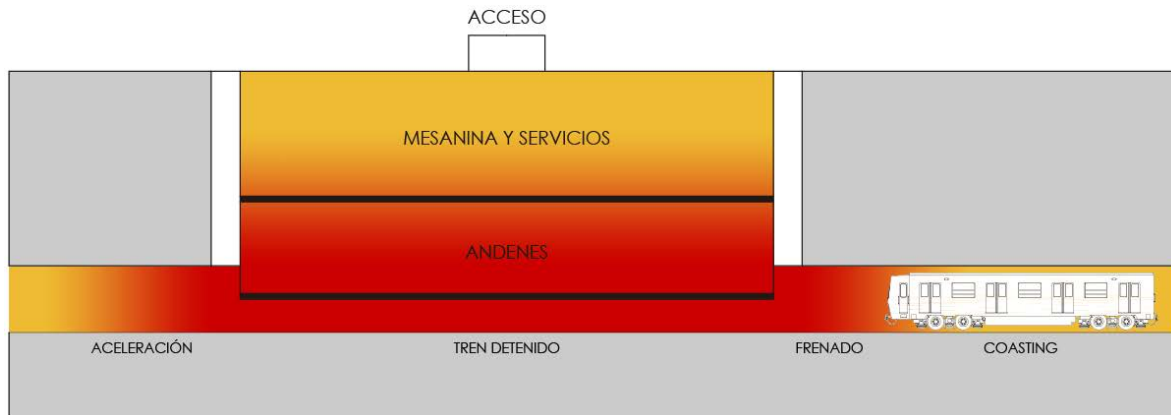 ACCESO
MESANINA Y SERVICIOS
ANDENES
ACELERACIÓN
TREN DETENIDO
FRENADO
COASTING